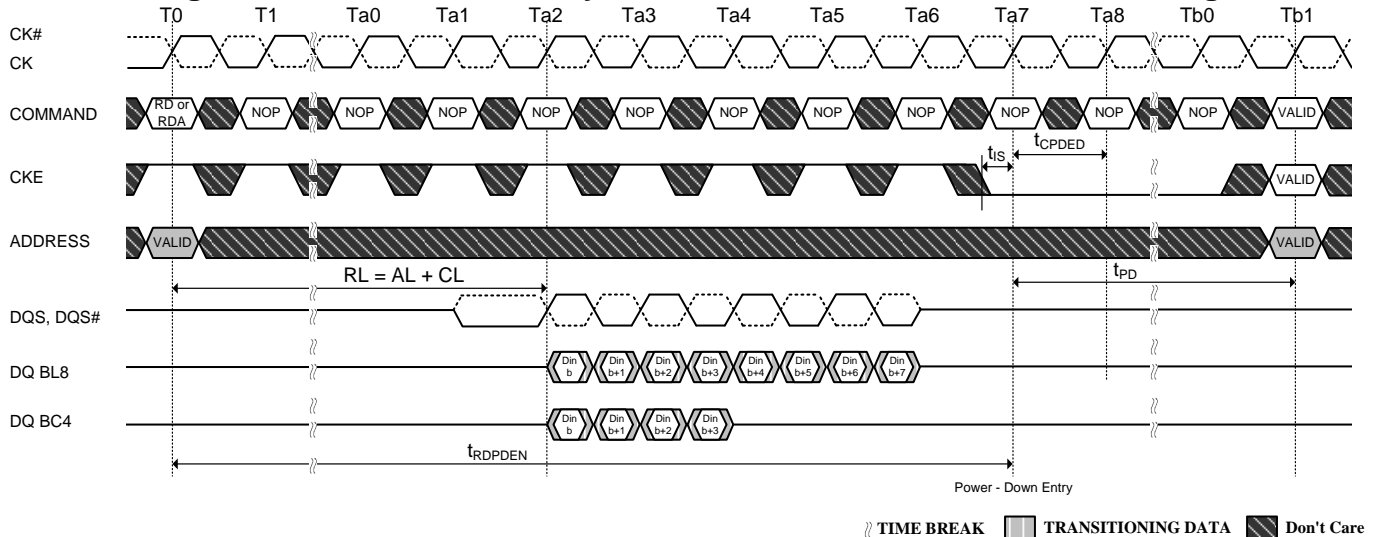 T0 T1 Ta0 Ta1 Ta2 Ta3 Ta4 Ta5 Ta6 Ta7 Ta8 Tb0 Tb1
CK#
CK
COMMAND RD or RDA NOP NOP NOP NOP NOP NOP NOP NOP NOP NOP NOP VALID
tIS tCPDED
CKE VALID
ADDRESS VALID VALID
RL = AL + CL tPD
DQS, DQS#
DQ BL8 Din b Din b+1 Din b+2 Din b+3 Din b+4 Din b+5 Din b+6 Din b+7
DQ BC4 Din b Din b+1 Din b+2 Din b+3
tRDPDEN
Power - Down Entry
TIME BREAK TRANSITIONING DATA Don't Care